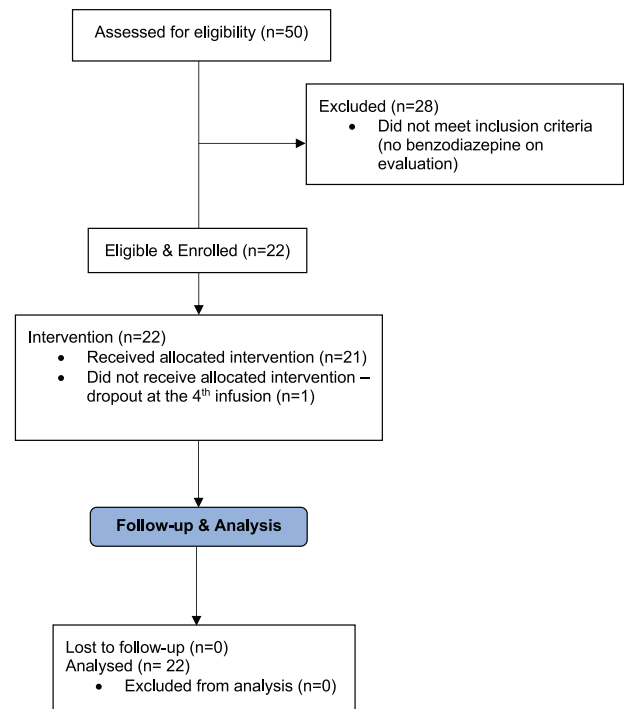 Assessed for eligibility (n=50)
Excluded (n=28)
• Did not meet inclusion criteria
(no benzodiazepine on
evaluation)
Eligible & Enrolled (n=22)
Intervention (n=22)
• Received allocated intervention (n=21)
• Did not receive allocated intervention –
dropout at the 4th infusion (n=1)
Follow-up & Analysis
Lost to follow-up (n=0)
Analysed (n= 22)
• Excluded from analysis (n=0)